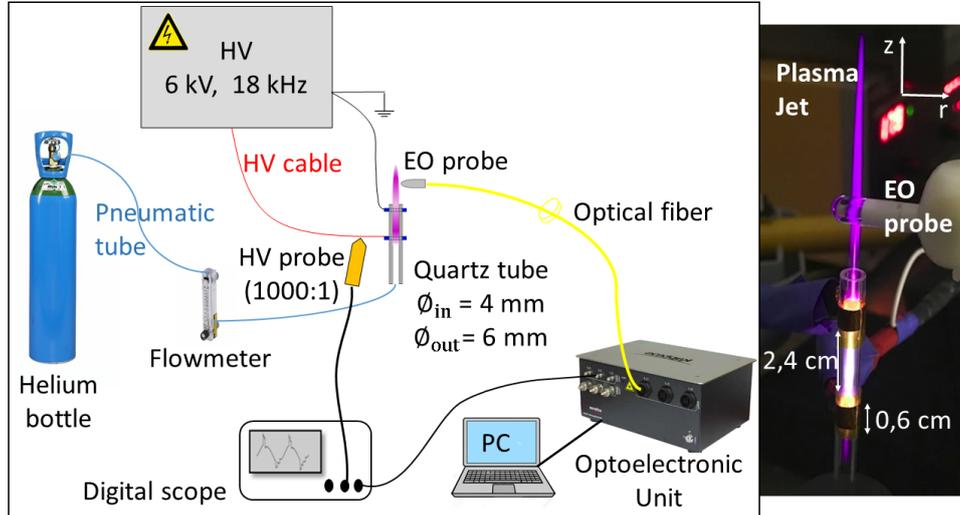 HV
6 kV, 18 kHz
HV cable
EO probe
Pneumatic
tube
Optical fiber
HV probe
(1000:1)
Quartz tube
Øin = 4 mm
Øout= 6 mm
Flowmeter
Helium
bottle
PC
Digital scope
Optoelectronic
Unit
Plasma
Jet
z
r
EO
probe
2,4 cm
0,6 cm